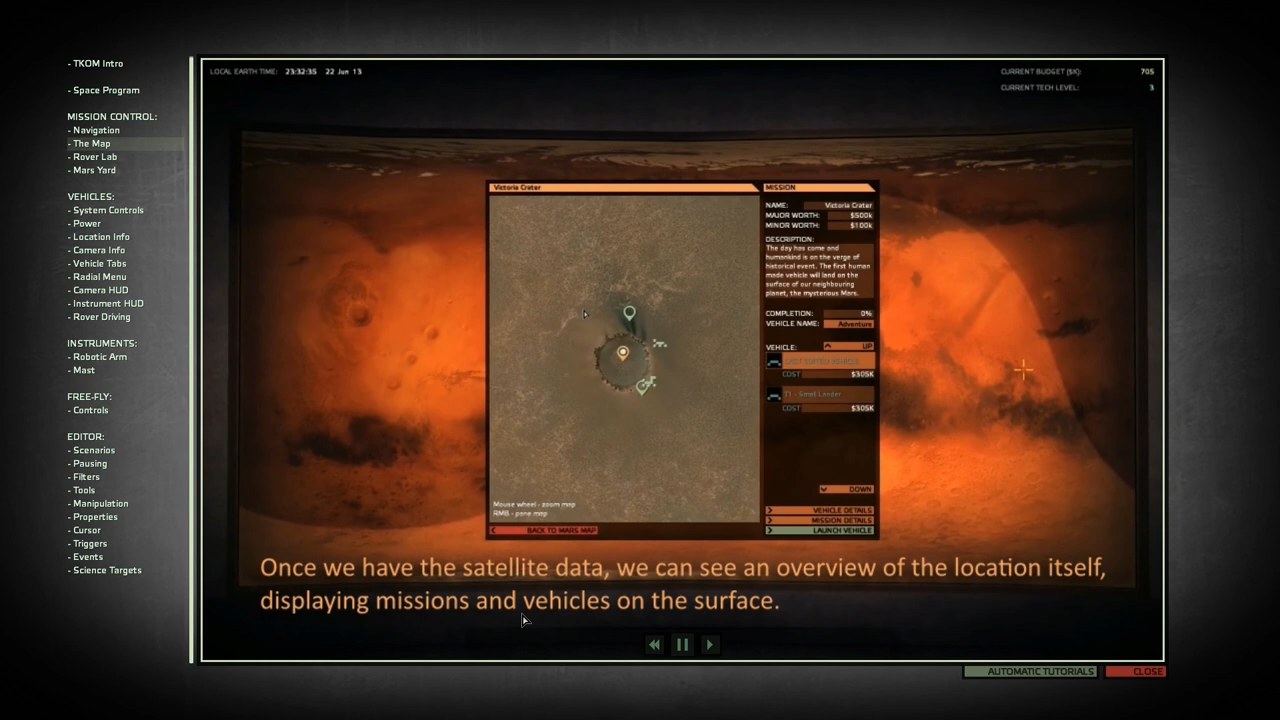 - TKOM Intro
- Space Program
MISSION CONTROL:
- Navigation
- The Map
- Rover Lab
- Mars Yard
VEHICLES:
- System Controls
- Power
- Location Info
- Camera Info
- Vehicle Tabs
- Radial Menu
- Camera HUD
- Instrument HUD
- Rover Driving
INSTRUMENTS:
- Robotic Arm
- Mast
FREE-FLY:
- Controls
EDITOR:
- Scenarios
- Pausing
- Filters
- Tools
- Manipulation
- Properties
- Cursor
- Triggers
- Events
- Science Targets
LOCAL EARTH TIME: 23:32:35 22 Jun 13
CURRENT BUDGET ($K): 705
CURRENT TECH LEVEL: 3
Victoria Crater
Mouse wheel - zoom map
RMB - pane map
BACK TO MARS MAP
MISSION
NAME: Victoria Crater
MAJOR WORTH: $500k
MINOR WORTH: $100k
DESCRIPTION:
The day has come and
humankind is on the verge of
historical event. The first human
made vehicle will land on the
surface of our neighbouring
planet, the mysterious Mars.
COMPLETION: 0%
VEHICLE NAME: Adventure
VEHICLE: UP
LAST EDITED VEHICLE
COST $305K
T1 - Small Lander
COST $305K
DOWN
VEHICLE DETAILS
MISSION DETAILS
LAUNCH VEHICLE
Once we have the satellite data, we can see an overview of the location itself,
displaying missions and vehicles on the surface.
AUTOMATIC TUTORIALS
CLOSE